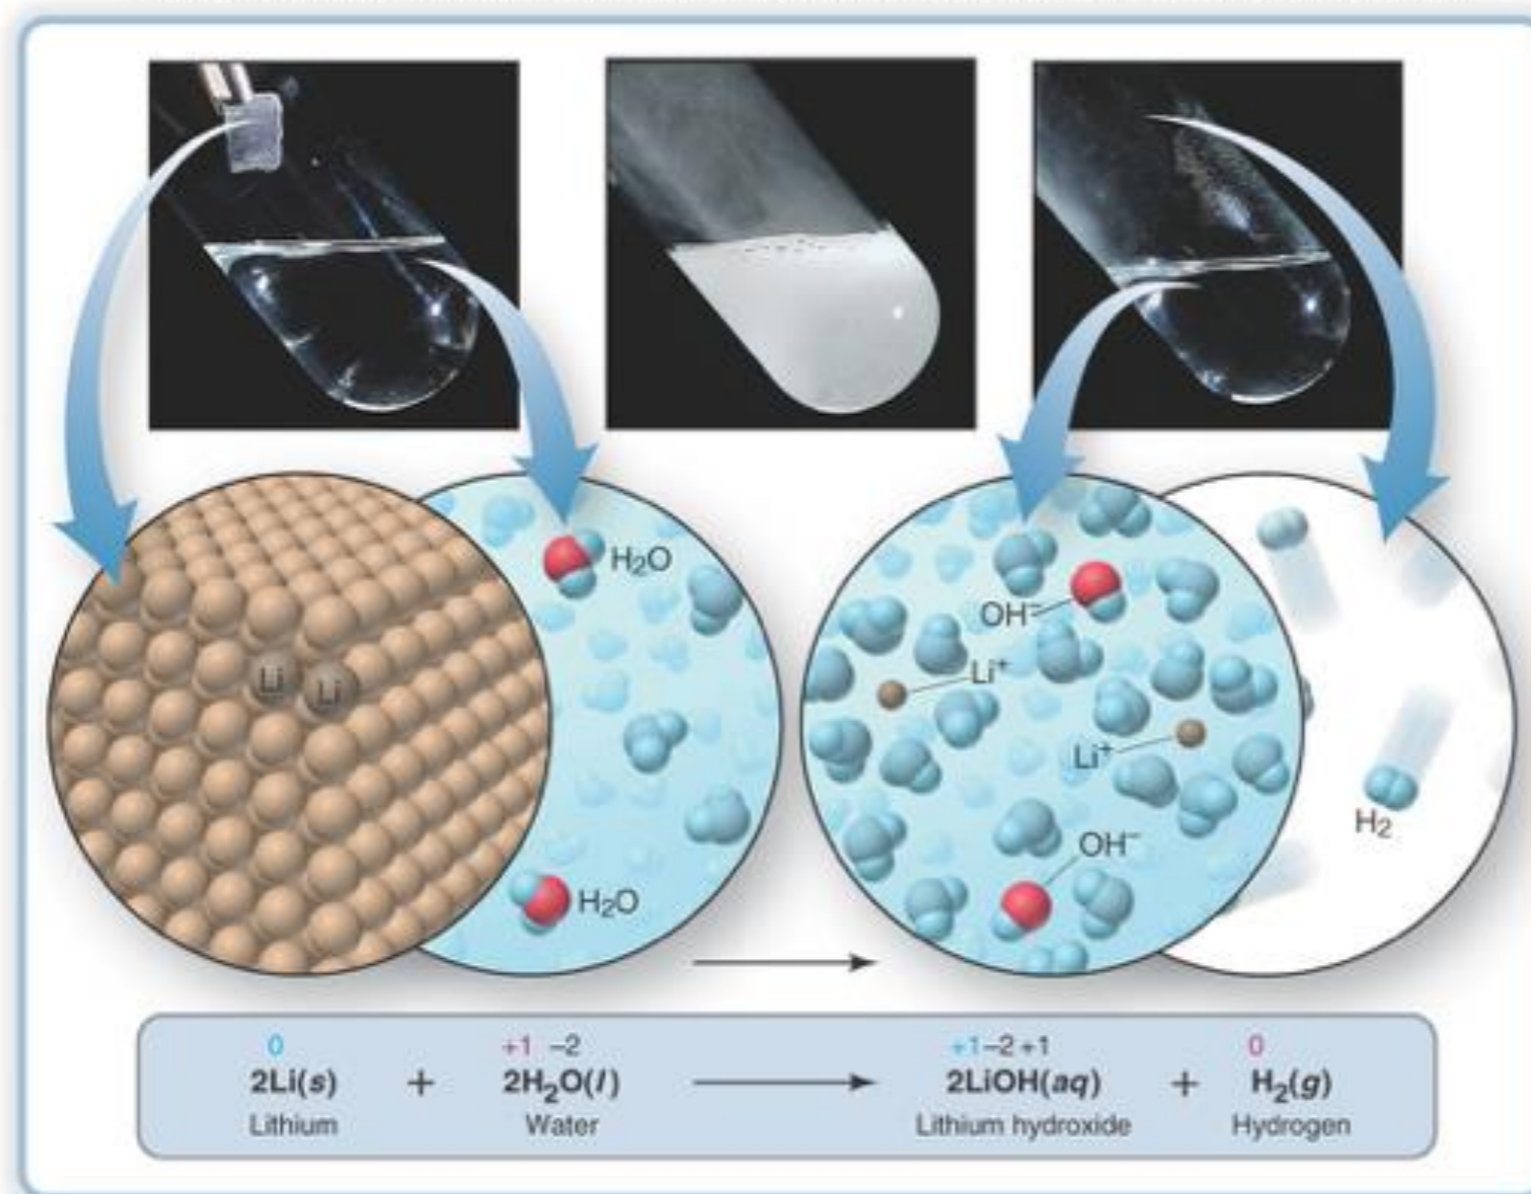 H₂O
Li
Li
H₂O
OH⁻
Li⁺
Li⁺
OH⁻
H₂
0
+1 –2
+1–2 +1
0
2Li(s) + 2H₂O(l) ⟶ 2LiOH(aq) + H₂(g)
Lithium Water Lithium hydroxide Hydrogen